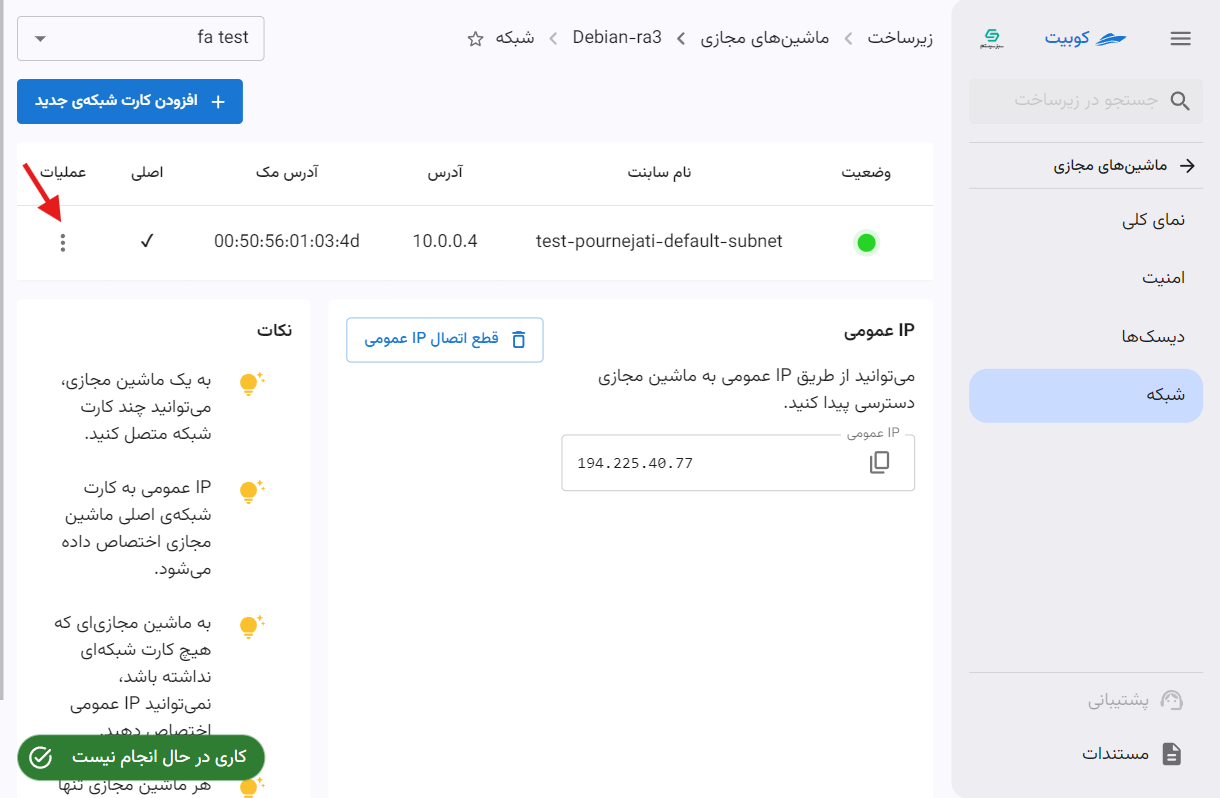 کوبیت
جستجو در زیرساخت
ماشین‌های مجازی
نمای کلی
امنیت
دیسک‌ها
شبکه
پشتیبانی
مستندات
زیرساخت
ماشین‌های مجازی
Debian-ra3
شبکه
fa test
افزودن کارت شبکه‌ی جدید
وضعیت
نام سابنت
آدرس
آدرس مک
اصلی
عملیات
test-pournejati-default-subnet
10.0.0.4
00:50:56:01:03:4d
IP عمومی
قطع اتصال IP عمومی
می‌توانید از طریق IP عمومی به ماشین مجازی
دسترسی پیدا کنید.
IP عمومی
194.225.40.77
نکات
به یک ماشین مجازی،
می‌توانید چند کارت
شبکه متصل کنید.
IP عمومی به کارت
شبکه‌ی اصلی ماشین
مجازی اختصاص داده
می‌شود.
به ماشین مجازی‌ای که
هیچ کارت شبکه‌ای
نداشته باشد،
نمی‌توانید IP عمومی
اختصاص دهید.
کاری در حال انجام نیست
هر ماشین مجازی تنها